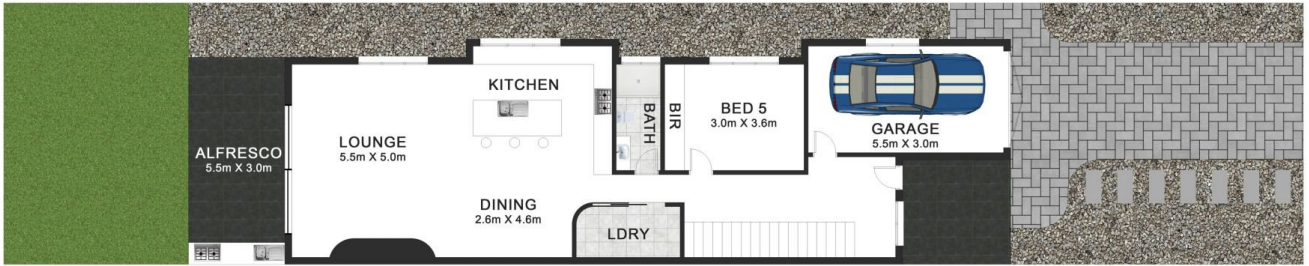 ALFRESCO
5.5m X 3.0m
LOUNGE
5.5m X 5.0m
KITCHEN
DINING
2.6m X 4.6m
LDRY
BATH
BIR
BED 5
3.0m X 3.6m
GARAGE
5.5m X 3.0m